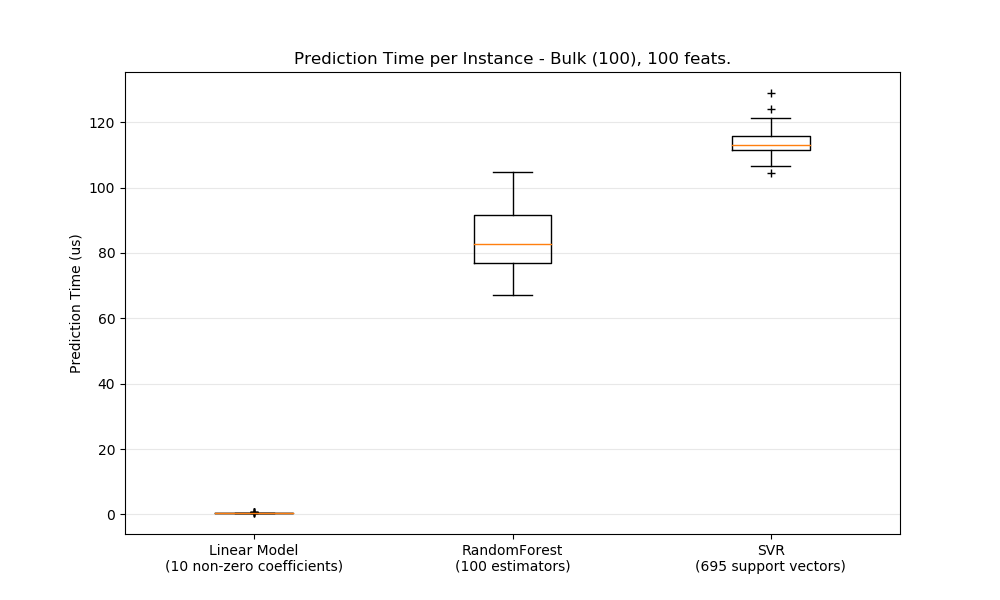 Prediction Time per Instance - Bulk (100), 100 feats.
Prediction Time (us)
120
100
80
60
40
20
0
Linear Model
(10 non-zero coefficients)
RandomForest
(100 estimators)
SVR
(695 support vectors)